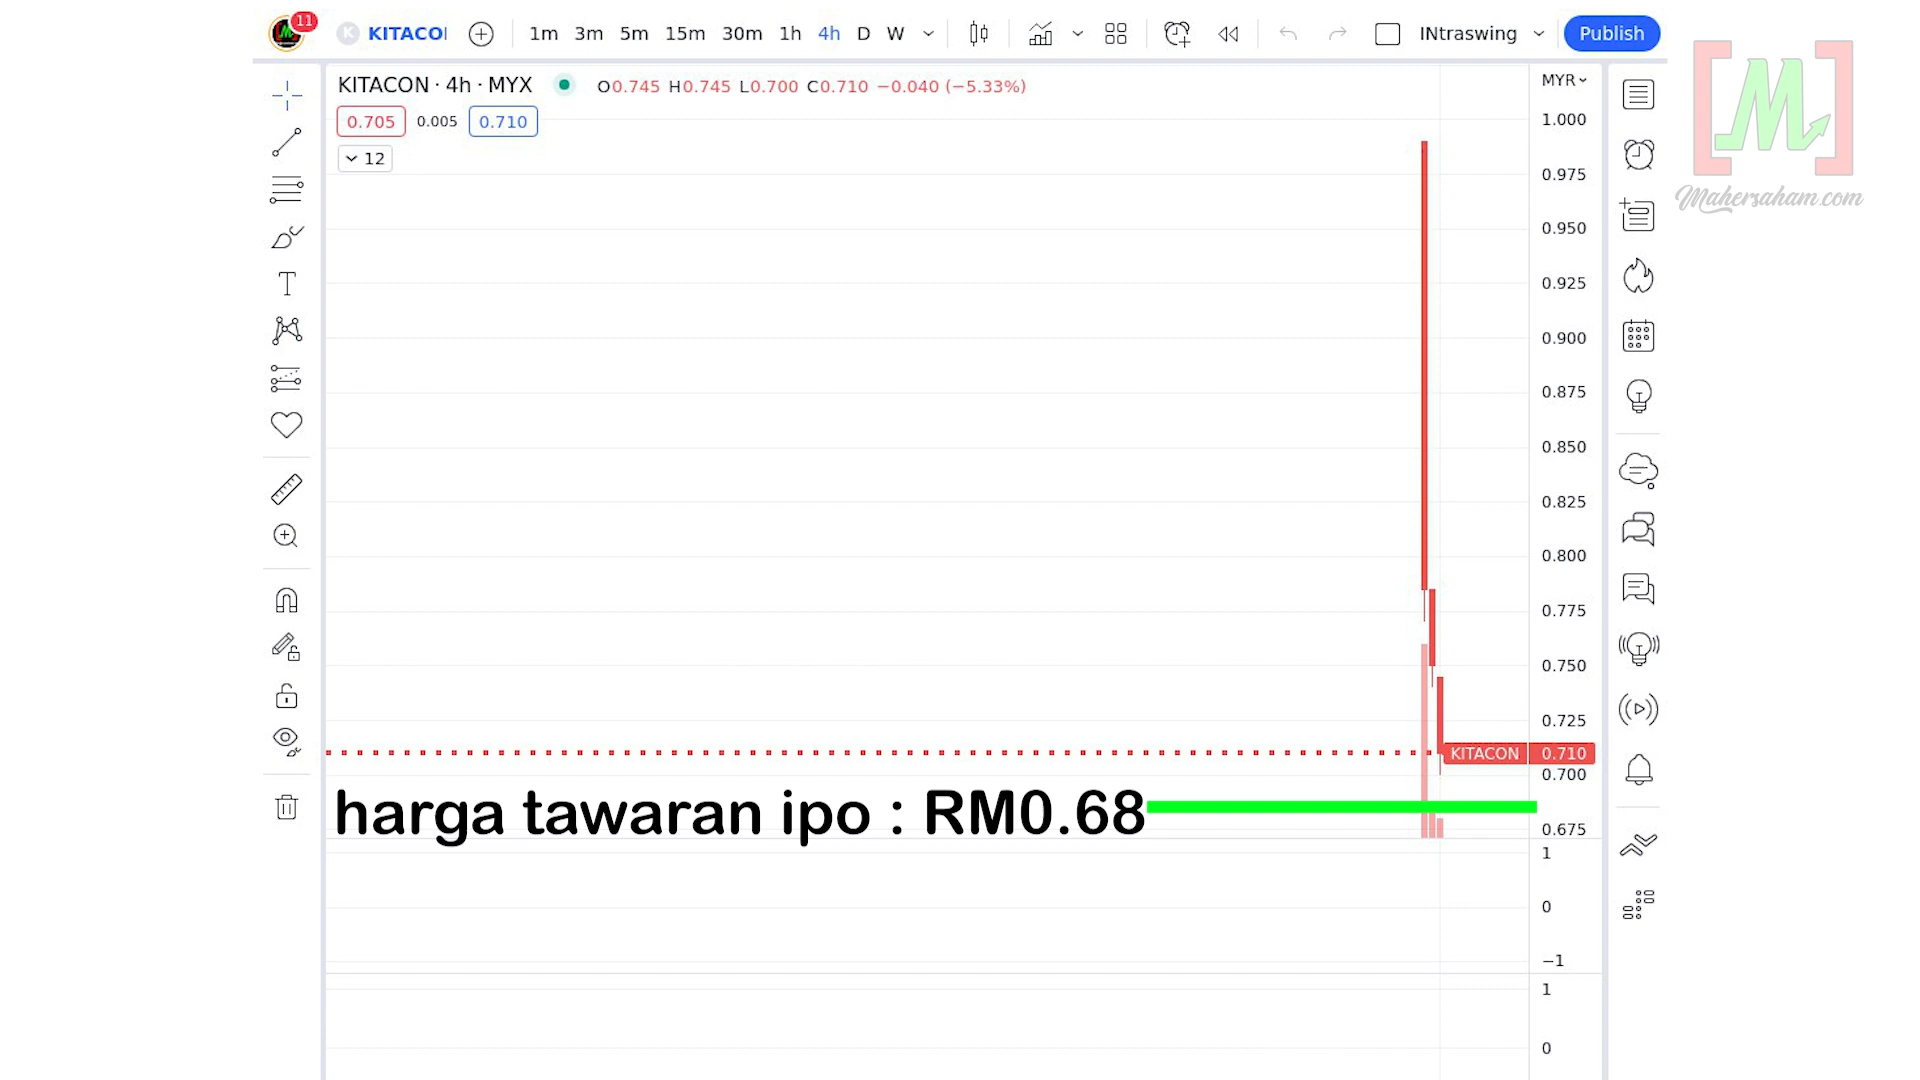 11
K KITACO 1m 3m 5m 15m 30m 1h 4h D W INtraswing Publish
KITACON · 4h · MYX O0.745 H0.745 L0.700 C0.710 −0.040 (−5.33%)
MYR
0.705 0.005 0.710
12
1.000
0.975
0.950
0.925
0.900
0.875
0.850
0.825
0.800
0.775
0.750
0.725
KITACON 0.710
0.700
0.675
harga tawaran ipo : RM0.68
1
0
−1
1
0
T
M
Mahersaham.com